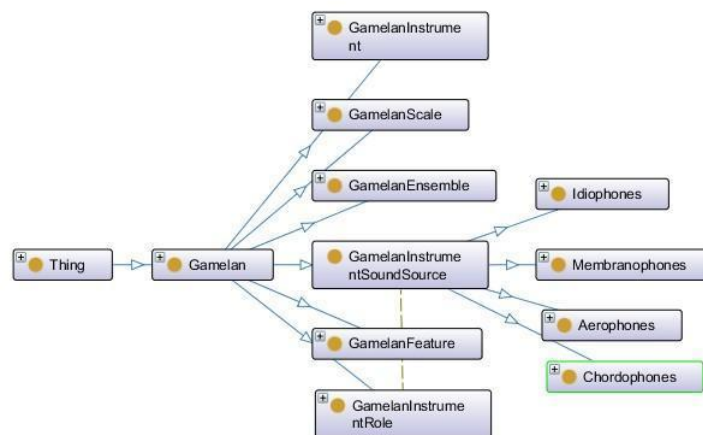 GamelanInstrume
nt
GamelanScale
GamelanEnsemble
Idiophones
Thing
Gamelan
GamelanInstrume
ntSoundSource
Membranophones
Aerophones
GamelanFeature
Chordophones
GamelanInstrume
ntRole